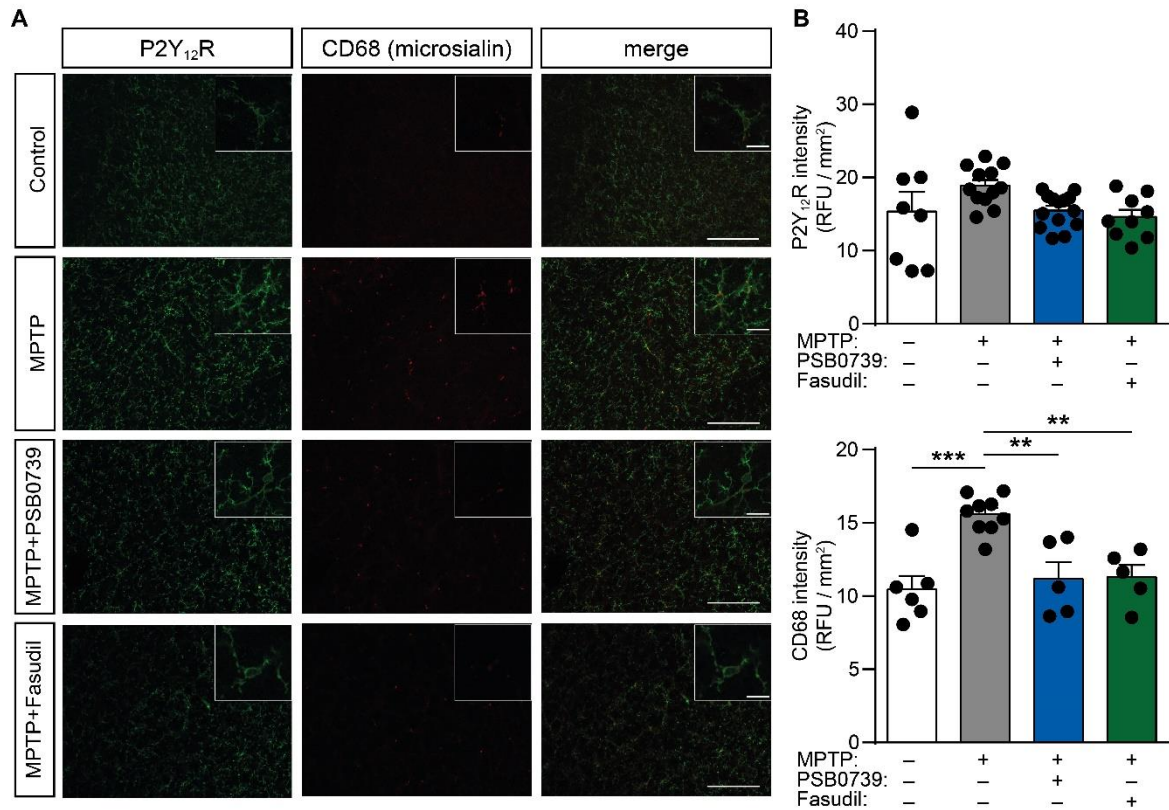 A
P2Y₁₂R
CD68 (microsialin)
merge
Control
MPTP
MPTP+PSB0739
MPTP+Fasudil
B
P2Y₁₂R intensity
(RFU / mm²)
40
30
20
10
0
MPTP: – + + +
PSB0739: – – + –
Fasudil: – – – +
CD68 intensity
(RFU / mm²)
**
**
***
20
15
10
5
0
MPTP: – + + +
PSB0739: – – + –
Fasudil: – – – +